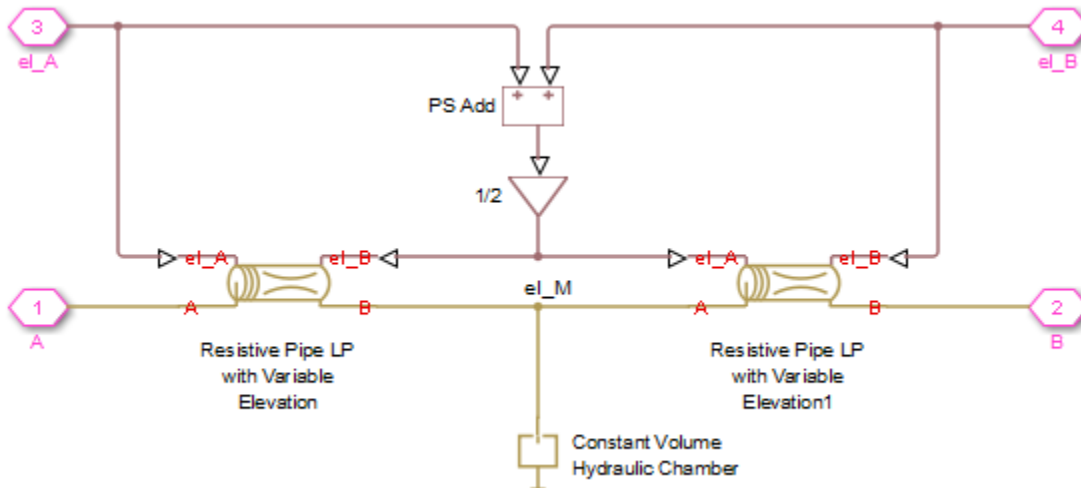 3
el_A
4
el_B
PS Add
+ +
1/2
el_A
el_B
el_A
el_B
el_M
1
A
A
B
A
B
2
B
Resistive Pipe LP
with Variable
Elevation
Resistive Pipe LP
with Variable
Elevation1
Constant Volume
Hydraulic Chamber